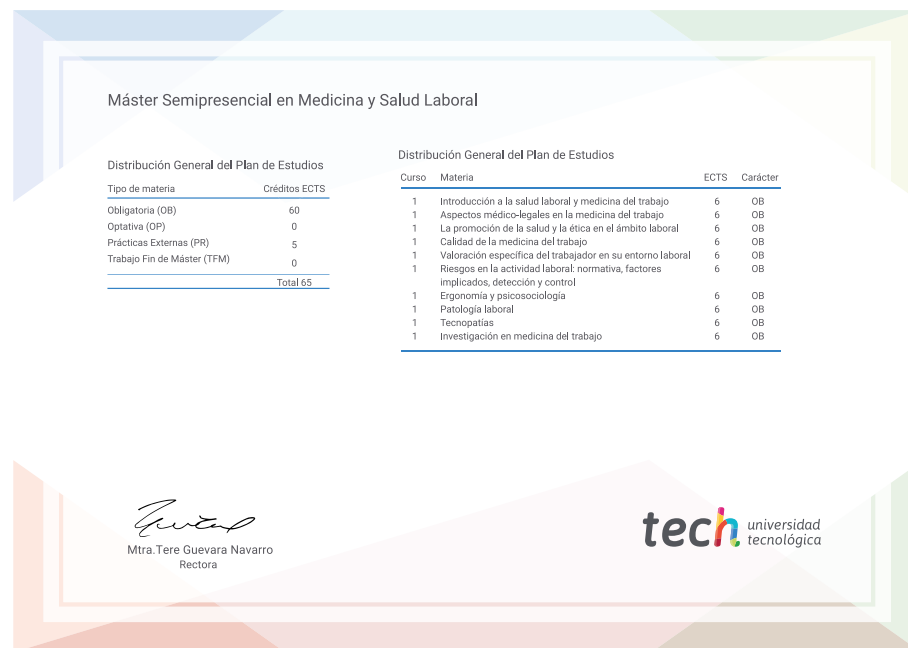 Máster Semipresencial en Medicina y Salud Laboral
Distribución General del Plan de Estudios
Tipo de materia Créditos ECTS
Obligatoria (OB) 60
Optativa (OP) 0
Prácticas Externas (PR) 5
Trabajo Fin de Máster (TFM) 0
Total 65
Distribución General del Plan de Estudios
Curso Materia ECTS Carácter
1 Introducción a la salud laboral y medicina del trabajo 6 OB
1 Aspectos médico-legales en la medicina del trabajo 6 OB
1 La promoción de la salud y la ética en el ámbito laboral 6 OB
1 Calidad de la medicina del trabajo 6 OB
1 Valoración específica del trabajador en su entorno laboral 6 OB
1 Riesgos en la actividad laboral: normativa, factores 6 OB
implicados, detección y control
1 Ergonomía y psicosociología 6 OB
1 Patología laboral 6 OB
1 Tecnopatías 6 OB
1 Investigación en medicina del trabajo 6 OB
Mtra.Tere Guevara Navarro
Rectora
tech universidad
tecnológica